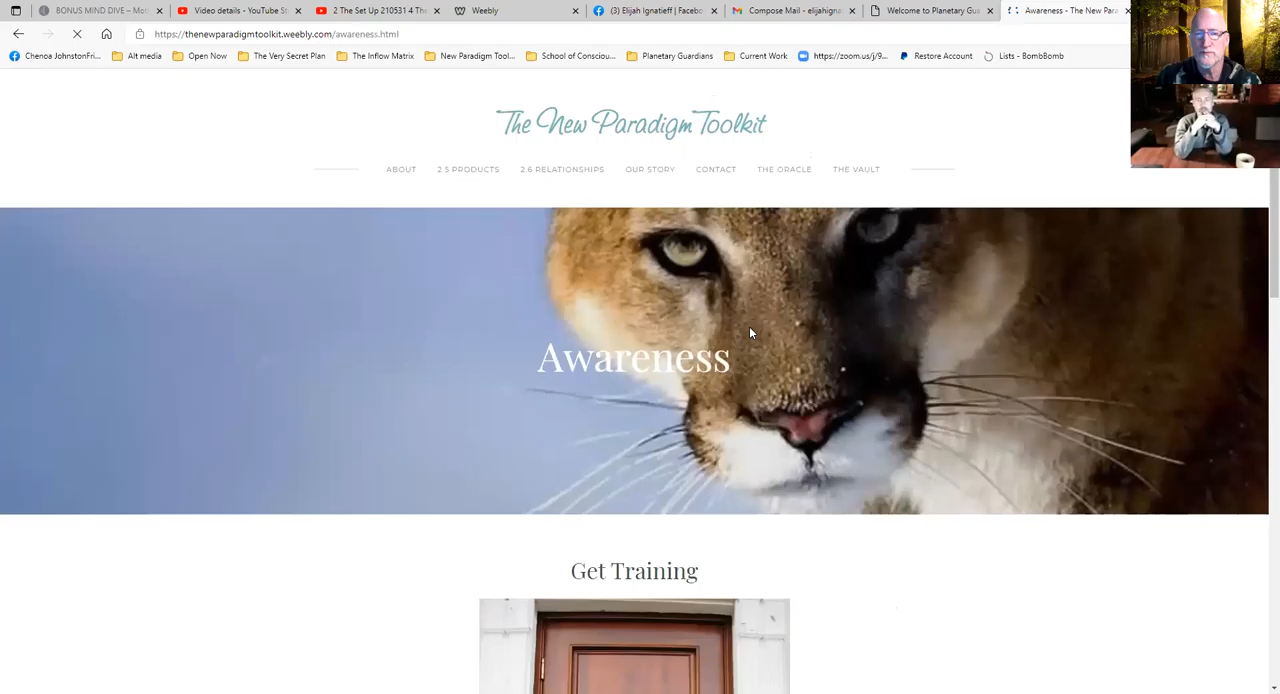 BONUS MIND DIVE – Mot
Video details - YouTube St
2 The Set Up 210531 4 The
Weebly
(3) Elijah Ignatieff | Facebo
Compose Mail - elijahigna
Welcome to Planetary Gua
Awareness - The New Para
https://thenewparadigmtoolkit.weebly.com/awareness.html
Chenoa JohnstonFri...
Alt media
Open Now
The Very Secret Plan
The Inflow Matrix
New Paradigm Tool...
School of Consciou...
Planetary Guardians
Current Work
https://zoom.us/j/9...
Restore Account
Lists - BombBomb
The New Paradigm Toolkit
ABOUT
2.5 PRODUCTS
2.6 RELATIONSHIPS
OUR STORY
CONTACT
THE ORACLE
THE VAULT
Awareness
Get Training